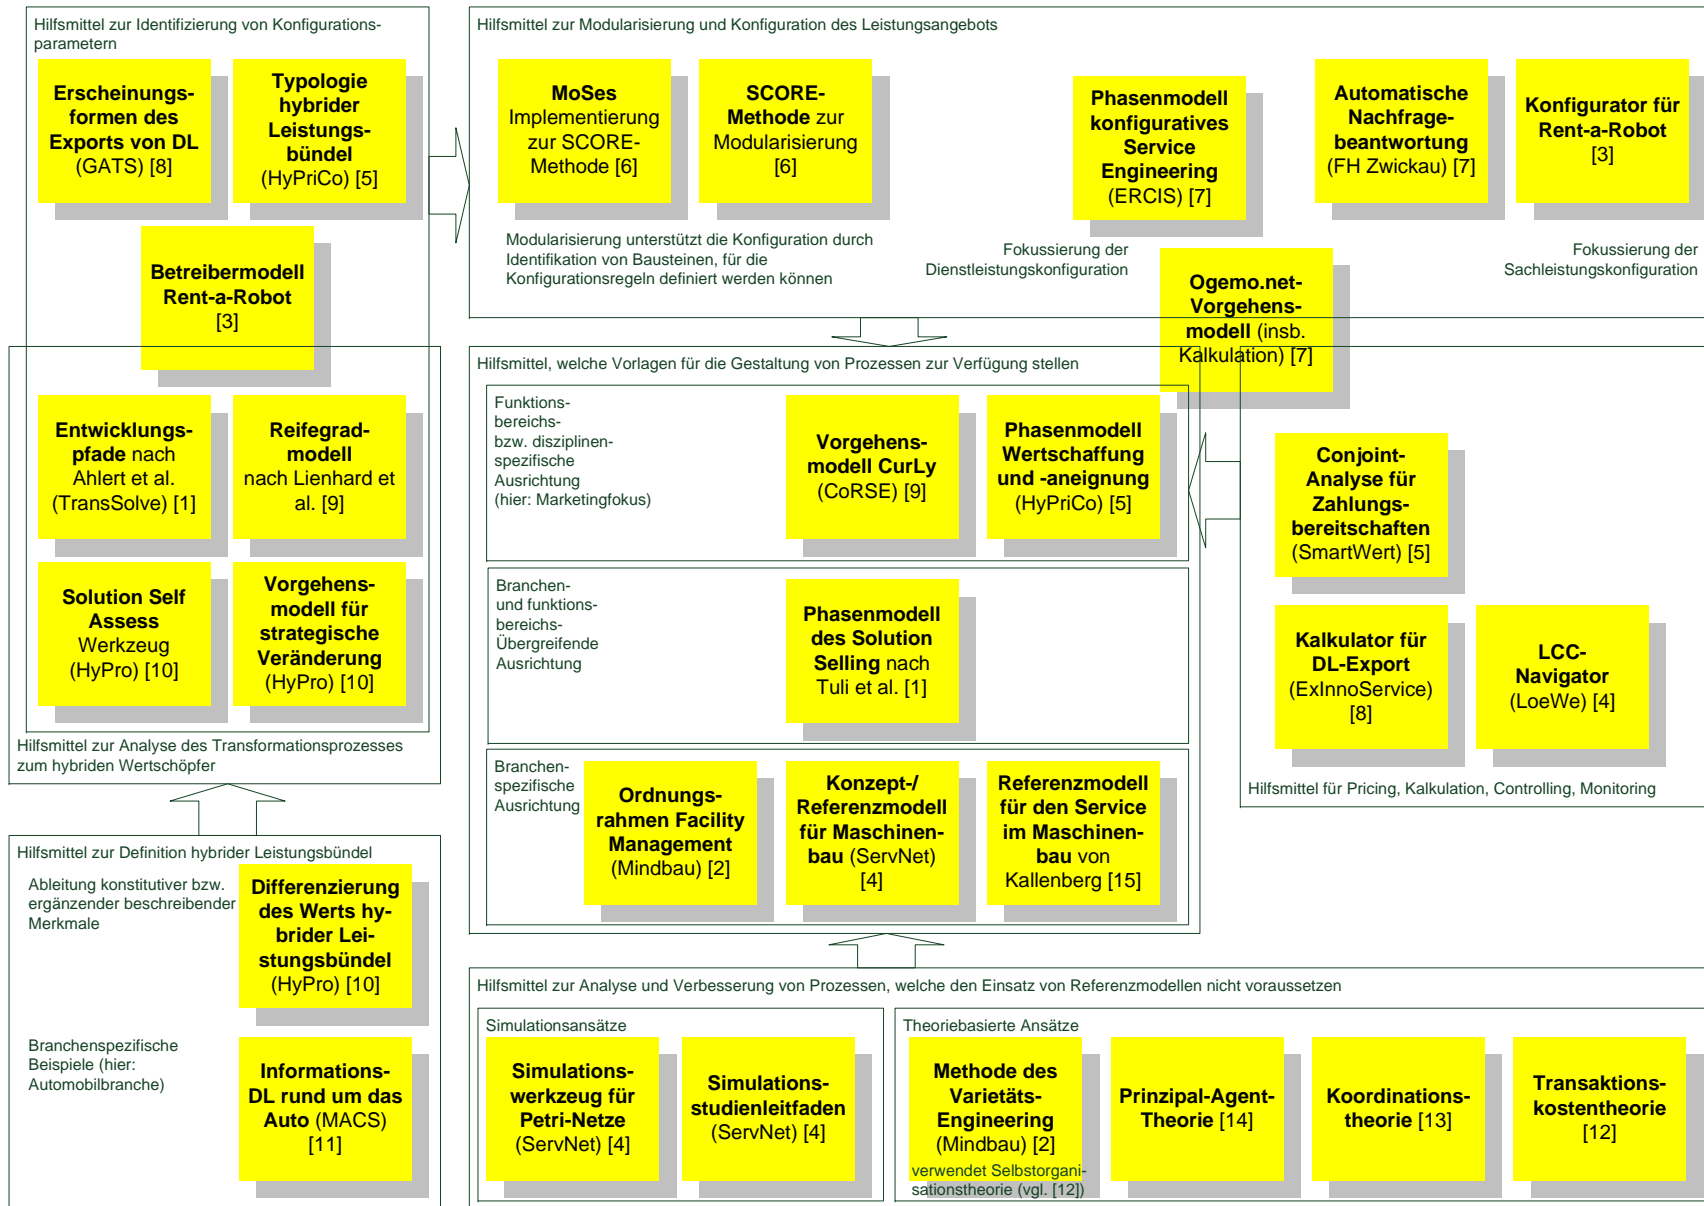 Hilfsmittel zur Identifizierung von Konfigurations-
parametern
Erscheinungs-
formen des
Exports von DL
(GATS) [8]
Typologie
hybrider
Leistungs-
bündel
(HyPriCo) [5]
Betreibermodell
Rent-a-Robot
[3]
Entwicklungs-
pfade nach
Ahlert et al.
(TransSolve) [1]
Reifegrad-
modell
nach Lienhard et
al. [9]
Solution Self
Assess
Werkzeug
(HyPro) [10]
Vorgehens-
modell für
strategische
Veränderung
(HyPro) [10]
Hilfsmittel zur Analyse des Transformationsprozesses
zum hybriden Wertschöpfer
Hilfsmittel zur Definition hybrider Leistungsbündel
Ableitung konstitutiver bzw.
ergänzender beschreibender
Merkmale
Differenzierung
des Werts hy-
brider Lei-
stungsbündel
(HyPro) [10]
Branchenspezifische
Beispiele (hier:
Automobilbranche)
Informations-
DL rund um das
Auto (MACS)
[11]
Hilfsmittel zur Modularisierung und Konfiguration des Leistungsangebots
MoSes
Implementierung
zur SCORE-
Methode [6]
SCORE-
Methode zur
Modularisierung
[6]
Modularisierung unterstützt die Konfiguration durch
Identifikation von Bausteinen, für die
Konfigurationsregeln definiert werden können
Phasenmodell
konfiguratives
Service
Engineering
(ERCIS) [7]
Automatische
Nachfrage-
beantwortung
(FH Zwickau) [7]
Konfigurator für
Rent-a-Robot
[3]
Fokussierung der
Dienstleistungskonfiguration
Fokussierung der
Sachleistungskonfiguration
Ogemo.net-
Vorgehens-
modell (insb.
Kalkulation) [7]
Hilfsmittel, welche Vorlagen für die Gestaltung von Prozessen zur Verfügung stellen
Funktions-
bereichs-
bzw. disziplinen-
spezifische
Ausrichtung
(hier: Marketingfokus)
Vorgehens-
modell CurLy
(CoRSE) [9]
Phasenmodell
Wertschaffung
und -aneignung
(HyPriCo) [5]
Branchen-
und funktions-
bereichs-
Übergreifende
Ausrichtung
Phasenmodell
des Solution
Selling nach
Tuli et al. [1]
Branchen-
spezifische
Ausrichtung
Ordnungs-
rahmen Facility
Management
(Mindbau) [2]
Konzept-/
Referenzmodell
für Maschinen-
bau (ServNet)
[4]
Referenzmodell
für den Service
im Maschinen-
bau von
Kallenberg [15]
Conjoint-
Analyse für
Zahlungs-
bereitschaften
(SmartWert) [5]
Kalkulator für
DL-Export
(ExInnoService)
[8]
LCC-
Navigator
(LoeWe) [4]
Hilfsmittel für Pricing, Kalkulation, Controlling, Monitoring
Hilfsmittel zur Analyse und Verbesserung von Prozessen, welche den Einsatz von Referenzmodellen nicht voraussetzen
Simulationsansätze
Simulations-
werkzeug für
Petri-Netze
(ServNet) [4]
Simulations-
studienleitfaden
(ServNet) [4]
Theoriebasierte Ansätze
Methode des
Varietäts-
Engineering
(Mindbau) [2]
verwendet Selbstorgani-
sationstheorie (vgl. [12])
Prinzipal-Agent-
Theorie [14]
Koordinations-
theorie [13]
Transaktions-
kostentheorie
[12]